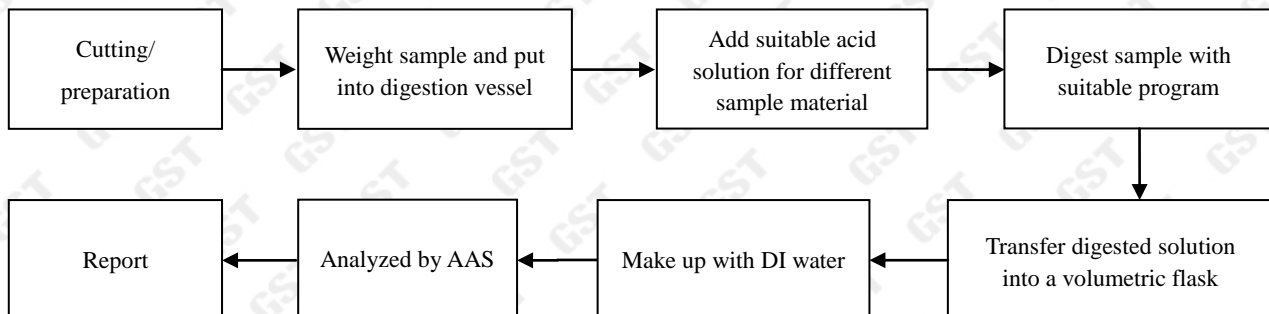 Cutting/
preparation
Weight sample and put
into digestion vessel
Add suitable acid
solution for different
sample material
Digest sample with
suitable program
Transfer digested solution
into a volumetric flask
Make up with DI water
Analyzed by AAS
Report
GST